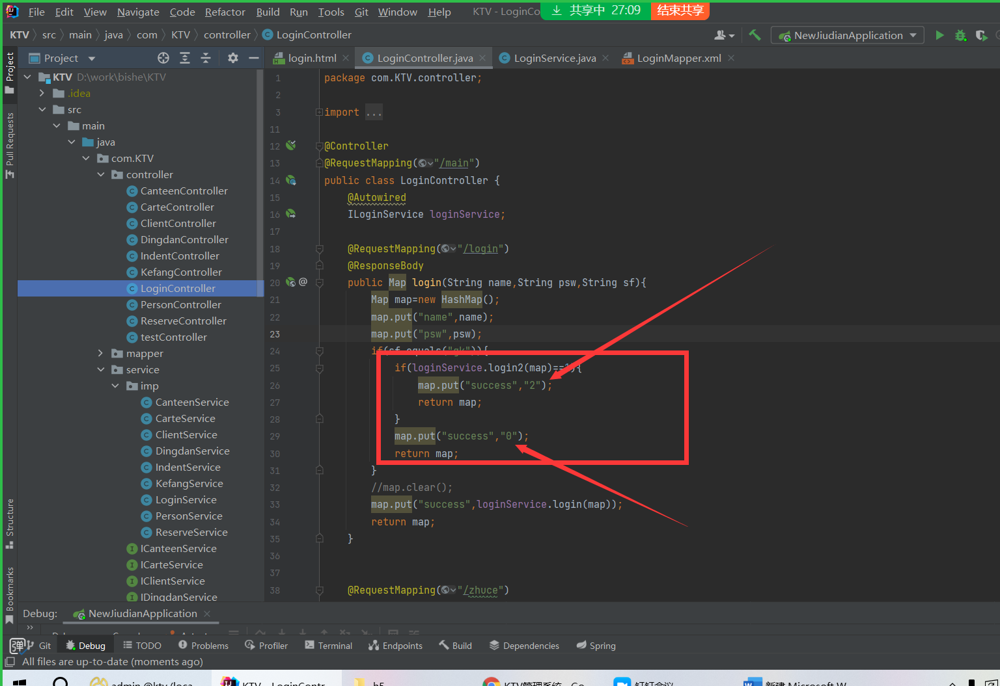 File Edit View Navigate Code Refactor Build Run Tools Git Window Help KTV - LoginCo
共享中 27:09 结束共享
KTV src main java com KTV controller LoginController
NewJiudianApplication
Project
login.html LoginController.java LoginService.java LoginMapper.xml
Project
Pull Requests
Structure
Bookmarks
KTV D:\work\bishe\KTV
.idea
src
main
java
com.KTV
controller
CanteenController
CarteController
ClientController
DingdanController
IndentController
KefangController
LoginController
PersonController
ReserveController
testController
mapper
service
imp
CanteenService
CarteService
ClientService
DingdanService
IndentService
KefangService
LoginService
PersonService
ReserveService
ICanteenService
ICarteService
IClientService
IDingdanService
1 package com.KTV.controller;
2
3 import ...
11
12 @Controller
13 @RequestMapping("/main")
14 public class LoginController {
15 @Autowired
16 ILoginService loginService;
17
18 @RequestMapping("/login")
19 @ResponseBody
20 @ public Map login(String name,String psw,String sf){
21 Map map=new HashMap();
22 map.put("name",name);
23 map.put("psw",psw);
24 if(sf.equals("gk")){
25 if(loginService.login2(map)==1){
26 map.put("success","2");
27 return map;
28 }
29 map.put("success","0");
30 return map;
31 }
32 //map.clear();
33 map.put("success",loginService.login(map));
34 return map;
35 }
36
37
38 @RequestMapping("/zhuce")
Debug: NewJiudianApplication
弹 Git Debug TODO Problems Profiler Terminal Endpoints Build Dependencies Spring
All files are up-to-date (moments ago)
admin @ktv (loca KTV - LoginContr h5 KTV管理系统 - Go 钉钉会议 新建 Microsoft W